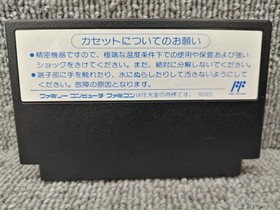 カセットについてのお願い
●精密機器ですので、極端な温度条件下での使用や保管および強い
ショックをさけてください。また、絶対に分解しないでください。
●端子部に手を触れたり、水にぬらしたりして汚さないようにして
ください。故障の原因となります。
ファミリー コンピュータ ファミコンは任天堂の商標です。